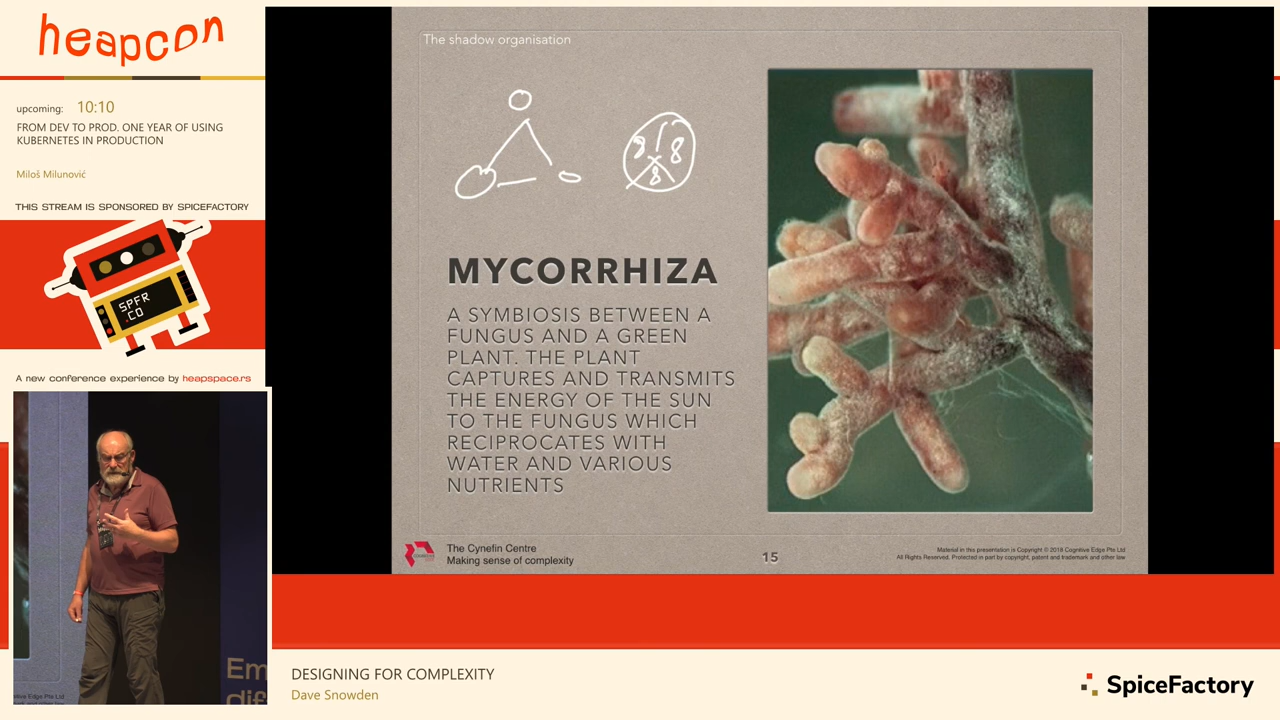 heapcon
upcoming: 10:10
FROM DEV TO PROD. ONE YEAR OF USING
KUBERNETES IN PRODUCTION
Miloš Milunović
THIS STREAM IS SPONSORED BY SPICEFACTORY
SPFR
.CO
A new conference experience by heapspace.rs
The shadow organisation
8
8
8
MYCORRHIZA
A SYMBIOSIS BETWEEN A
FUNGUS AND A GREEN
PLANT. THE PLANT
CAPTURES AND TRANSMITS
THE ENERGY OF THE SUN
TO THE FUNGUS WHICH
RECIPROCATES WITH
WATER AND VARIOUS
NUTRIENTS
The Cynefin Centre
Making sense of complexity
15
Material in this presentation is Copyright © 2018 Cognitive Edge Pte Ltd
All Rights Reserved. Protected in part by copyright, patent and trademark and other law
Em
diff
DESIGNING FOR COMPLEXITY
Dave Snowden
SpiceFactory